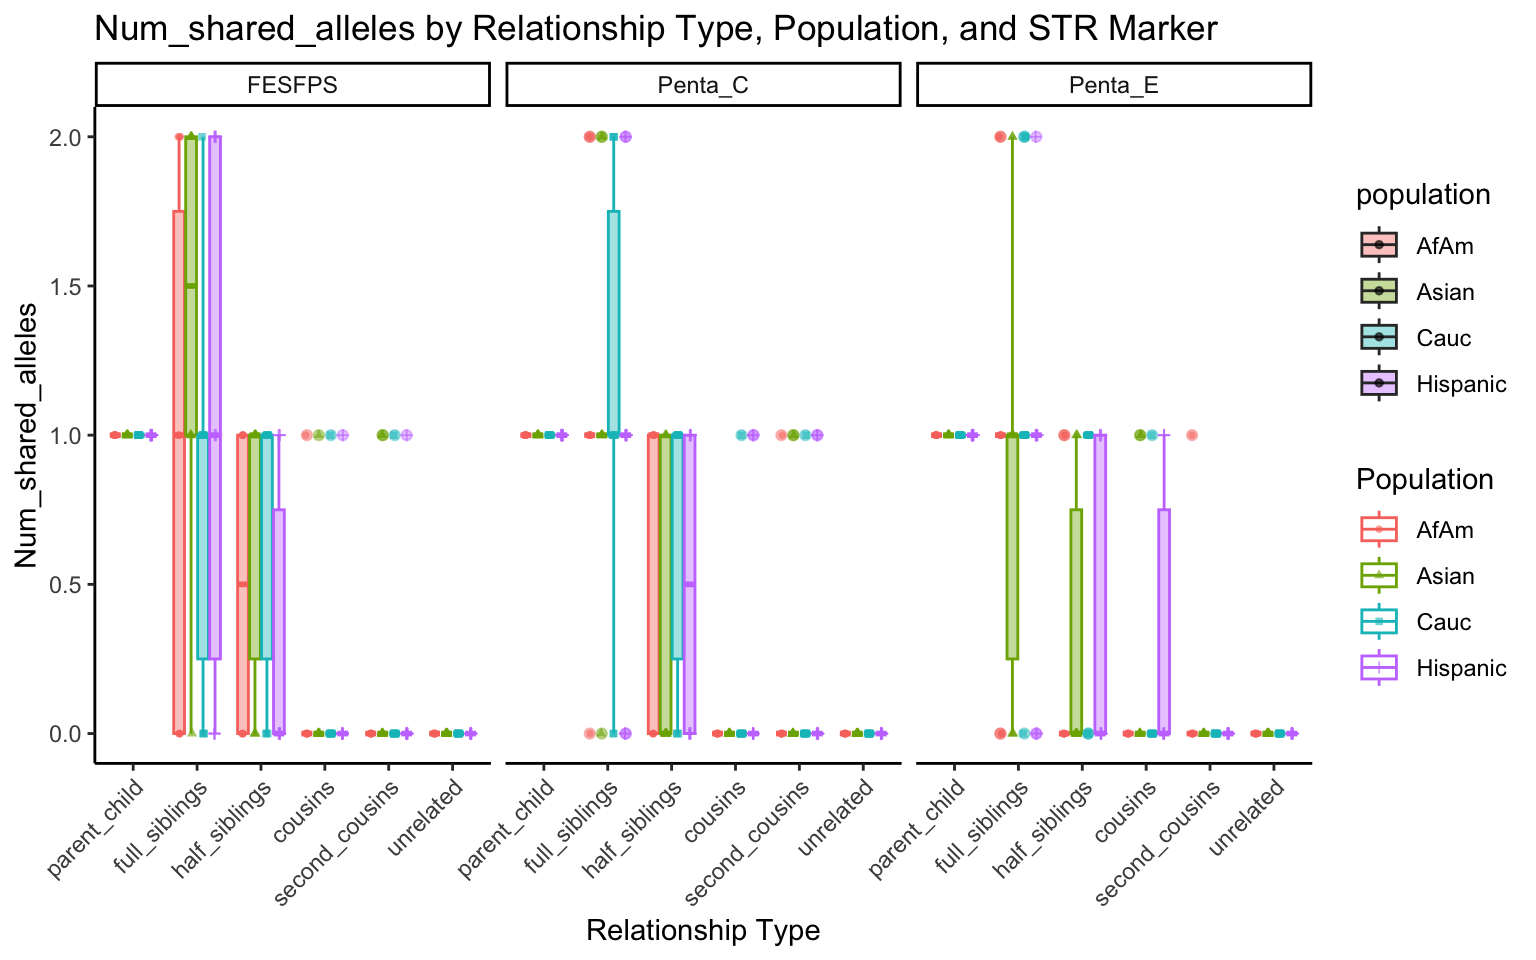 Num_shared_alleles by Relationship Type, Population, and STR Marker
FESFPS
Penta_C
Penta_E
Num_shared_alleles
2.0
1.5
1.0
0.5
0.0
parent_child
full_siblings
half_siblings
cousins
second_cousins
unrelated
parent_child
full_siblings
half_siblings
cousins
second_cousins
unrelated
parent_child
full_siblings
half_siblings
cousins
second_cousins
unrelated
Relationship Type
population
AfAm
Asian
Cauc
Hispanic
Population
AfAm
Asian
Cauc
Hispanic